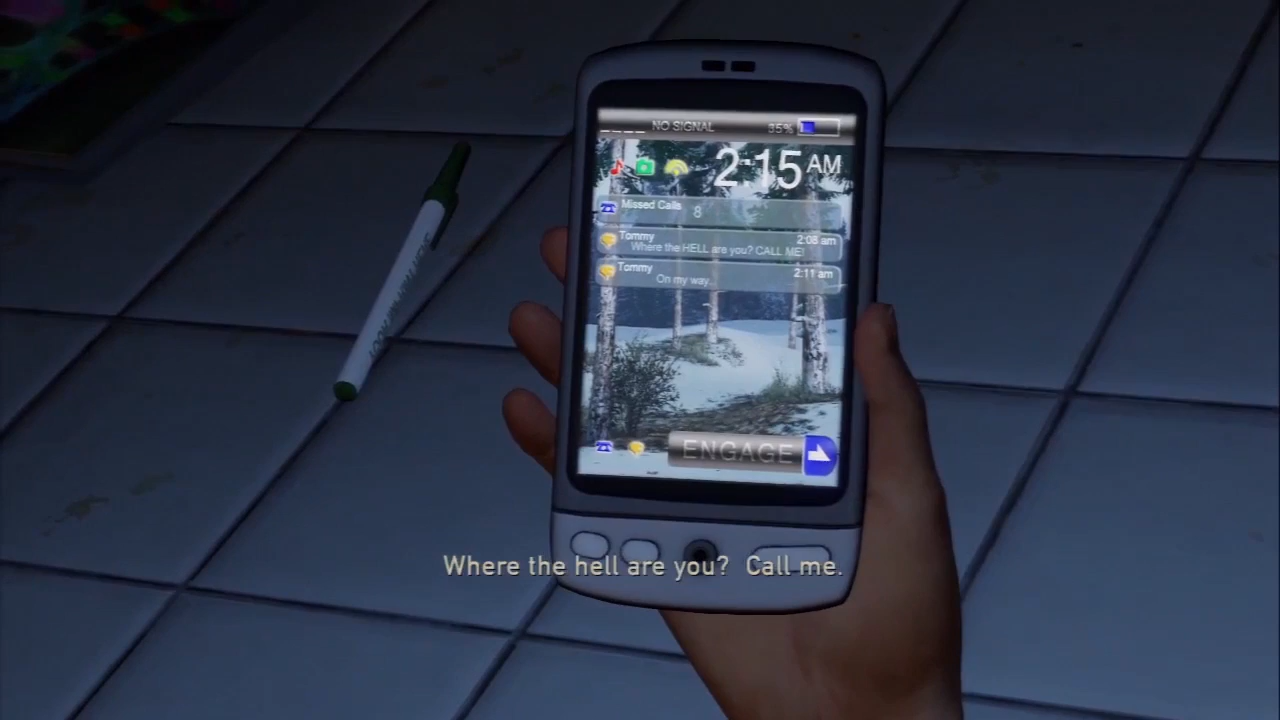 NO SIGNAL 35%
2:15 AM
Missed Calls 8
Tommy 2:08 am
Where the HELL are you? CALL ME!
Tommy 2:11 am
On my way.
ENGAGE
Where the hell are you? Call me.